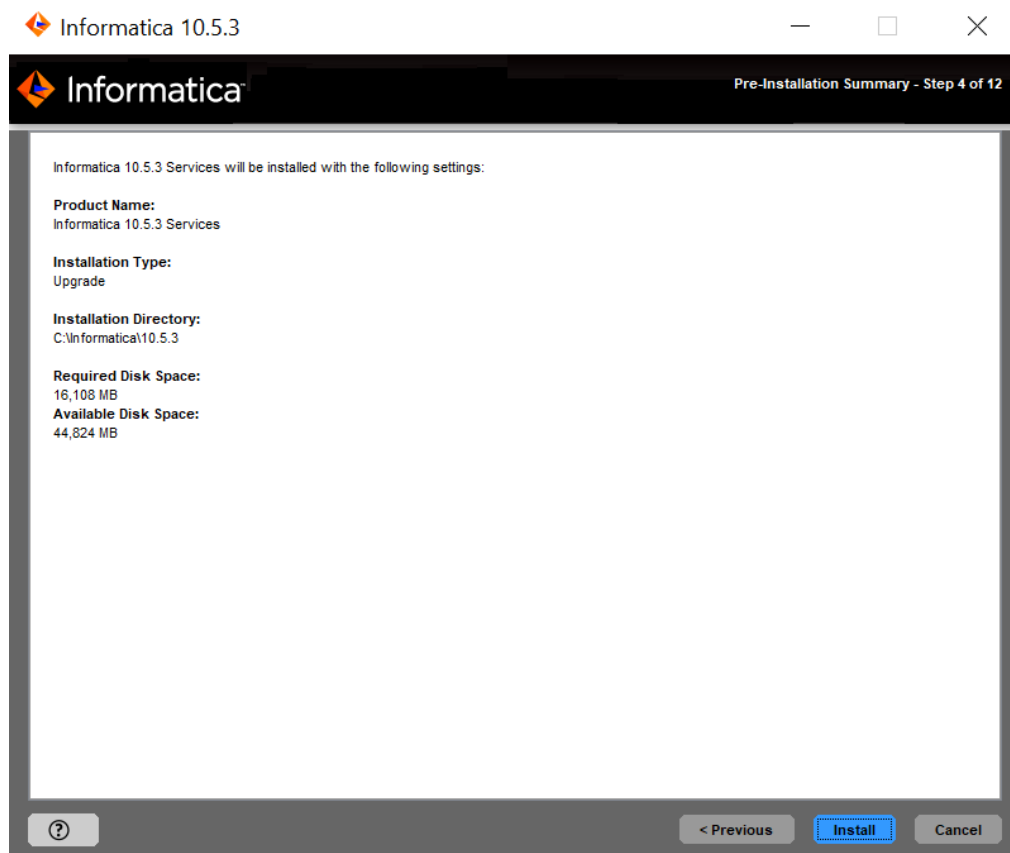 Informatica 10.5.3
Informatica
Pre-Installation Summary - Step 4 of 12
Informatica 10.5.3 Services will be installed with the following settings:
Product Name:
Informatica 10.5.3 Services
Installation Type:
Upgrade
Installation Directory:
C:\Informatica\10.5.3
Required Disk Space:
16,108 MB
Available Disk Space:
44,824 MB
?
< Previous
Install
Cancel